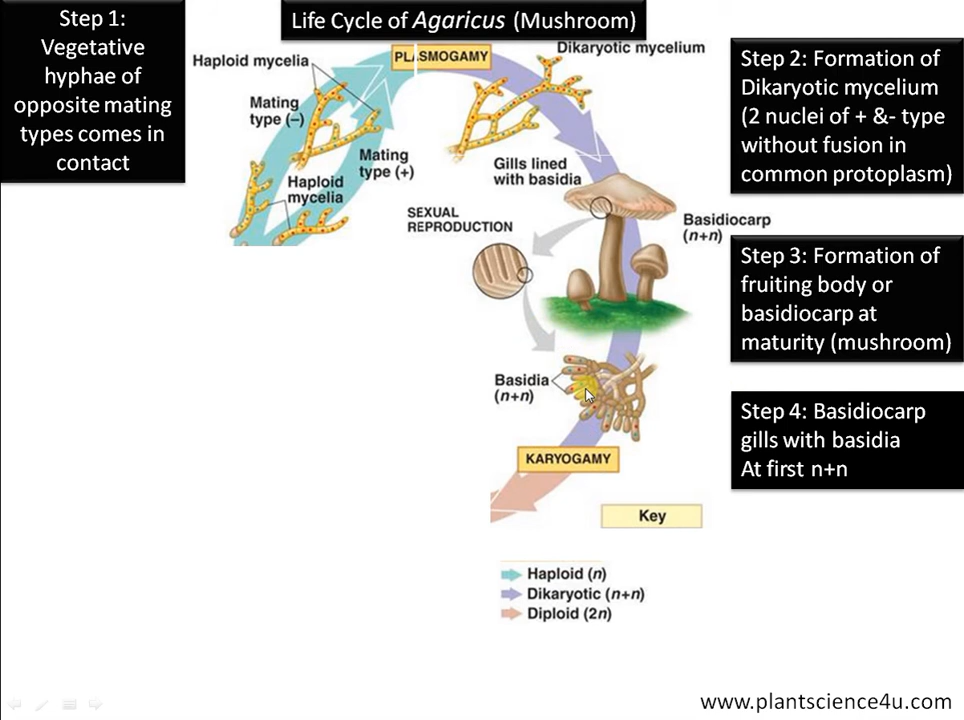 Life Cycle of Agaricus (Mushroom)
Step 1:
Vegetative
hyphae of
opposite mating
types comes in
contact
Haploid mycelia
PLASMOGAMY
Dikaryotic mycelium
Mating
type (–)
Mating
type (+)
Haploid
mycelia
Gills lined
with basidia
SEXUAL
REPRODUCTION
Basidiocarp
(n+n)
Basidia
(n+n)
KARYOGAMY
Key
Haploid (n)
Dikaryotic (n+n)
Diploid (2n)
Step 2: Formation of
Dikaryotic mycelium
(2 nuclei of + &- type
without fusion in
common protoplasm)
Step 3: Formation of
fruiting body or
basidiocarp at
maturity (mushroom)
Step 4: Basidiocarp
gills with basidia
At first n+n
www.plantscience4u.com